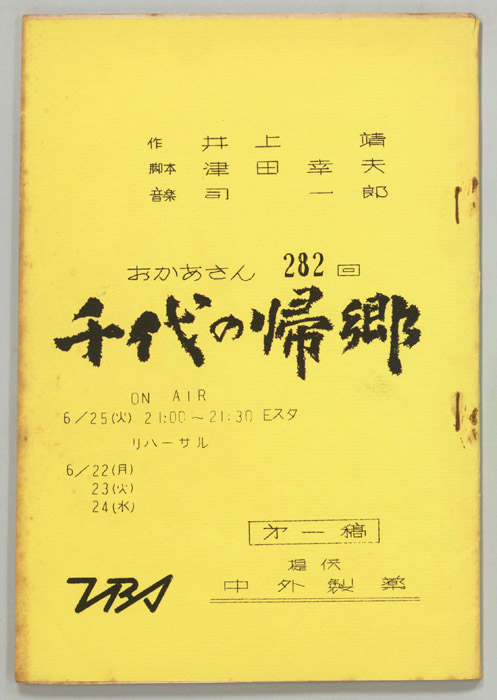 作 井上 靖
脚本 津田幸夫
音楽 司 一郎
おかあさん 282回
千代の帰郷
ON AIR
6/25(火) 21:00～21:30 Eスタ
リハーサル
6/22(月)
23(火)
24(水)
才一稿
提供
中外製薬
TBS